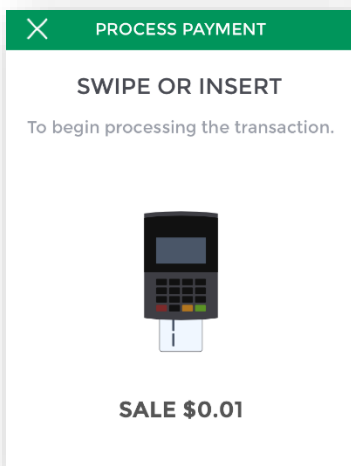 PROCESS PAYMENT
SWIPE OR INSERT
To begin processing the transaction.
SALE $0.01